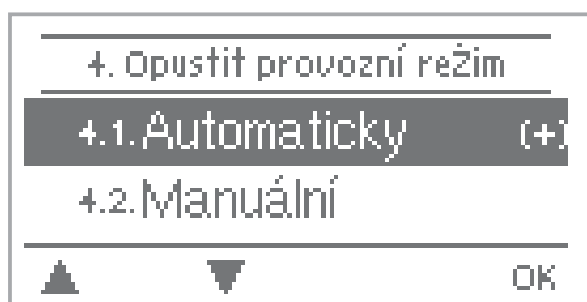 4. Opustit provozní režim
4.1. Automaticky (+)
4.2. Manuální
▲ ▼ OK